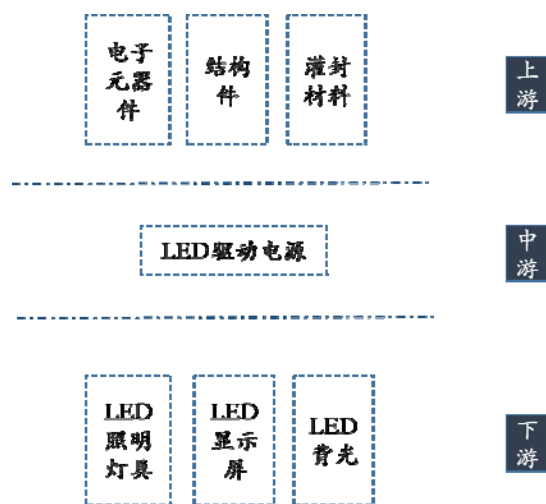 电子
元器
件
结构
件
灌封
材料
上
游
LED驱动电源
中
游
LED
照明
灯具
LED
显示
屏
LED
背光
下
游